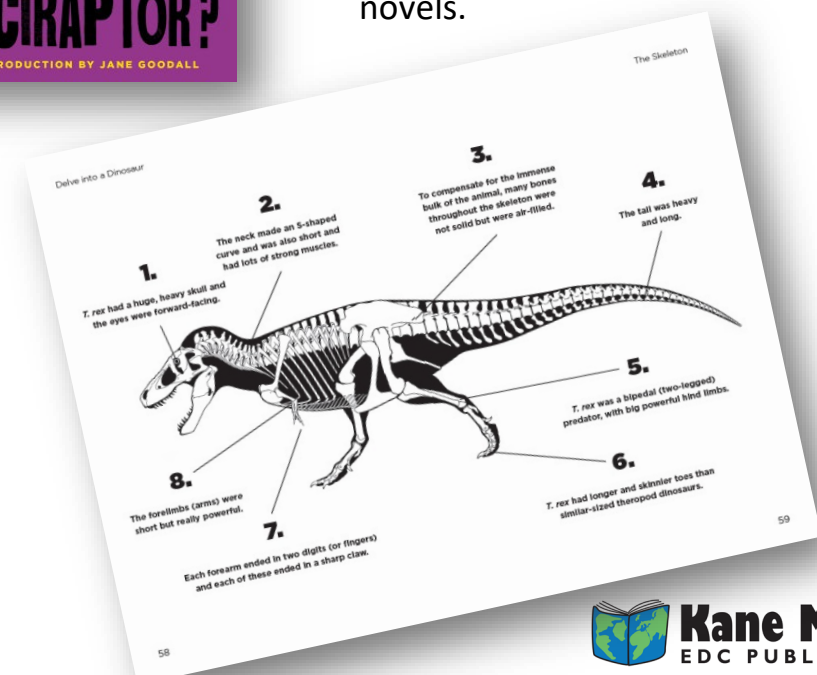 CIRAPTOR?
RODUCTION BY JANE GOODALL
novels.
Delve into a Dinosaur
The Skeleton
1.
T. rex had a huge, heavy skull and
the eyes were forward-facing.
2.
The neck made an S-shaped
curve and was also short and
had lots of strong muscles.
3.
To compensate for the immense
bulk of the animal, many bones
throughout the skeleton were
not solid but were air-filled.
4.
The tail was heavy
and long.
5.
T. rex was a bipedal (two-legged)
predator, with big powerful hind limbs.
6.
T. rex had longer and skinnier toes than
similar-sized theropod dinosaurs.
8.
The forelimbs (arms) were
short but really powerful.
7.
Each forearm ended in two digits (or fingers)
and each of these ended in a sharp claw.
58
59
Kane M
EDC PUBL